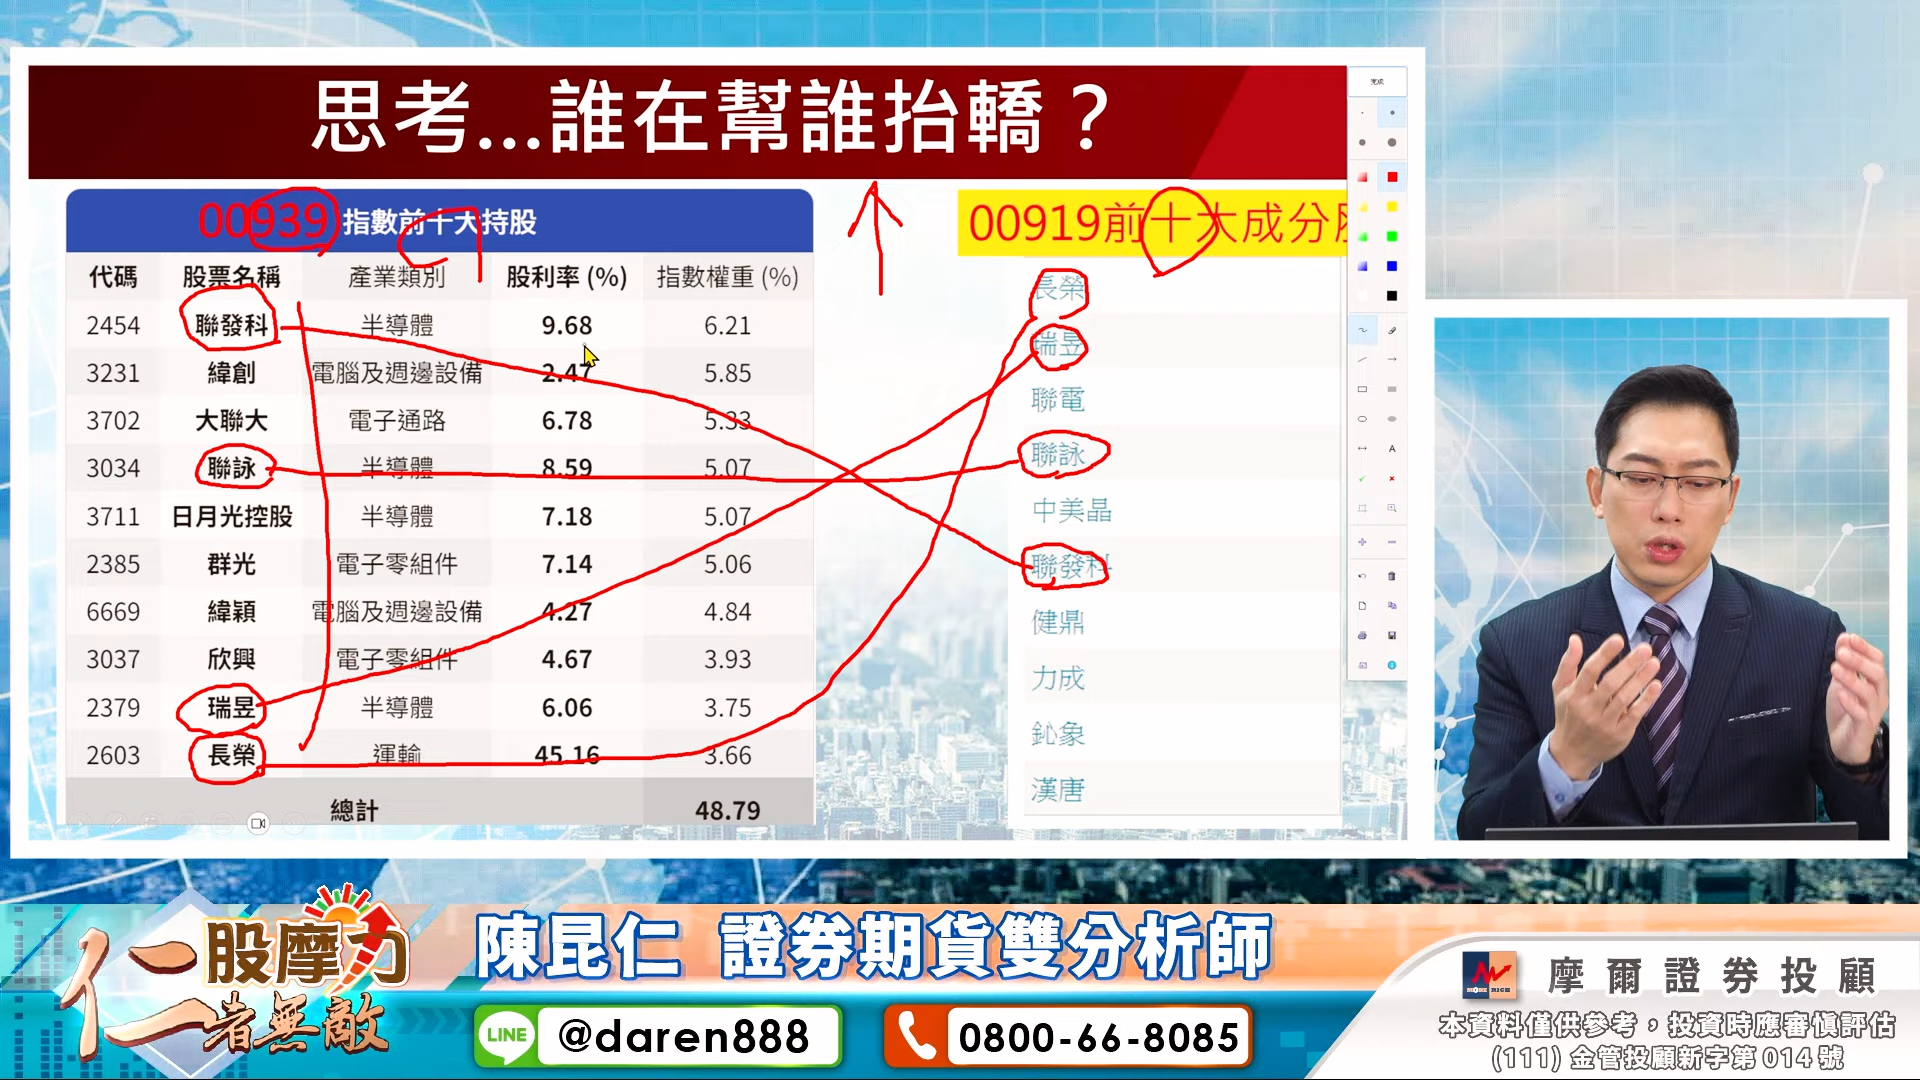 思考...誰在幫誰抬轎？
完成
00939 指數前十大持股
代碼 股票名稱 產業類別 股利率 (%) 指數權重 (%)
2454 聯發科 半導體 9.68 6.21
3231 緯創 電腦及週邊設備 2.47 5.85
3702 大聯大 電子通路 6.78 5.33
3034 聯詠 半導體 8.59 5.07
3711 日月光控股 半導體 7.18 5.07
2385 群光 電子零組件 7.14 5.06
6669 緯穎 電腦及週邊設備 4.27 4.84
3037 欣興 電子零組件 4.67 3.93
2379 瑞昱 半導體 6.06 3.75
2603 長榮 運輸 45.16 3.66
總計 48.79
00919前十大成分股
長榮
瑞昱
聯電
聯詠
中美晶
聯發科
健鼎
力成
鈊象
漢唐
股摩力
仁者無敵
陳昆仁 證券期貨雙分析師
LINE @daren888
0800-66-8085
摩爾證券投顧
本資料僅供參考，投資時應審慎評估
(111) 金管投顧新字第 014 號